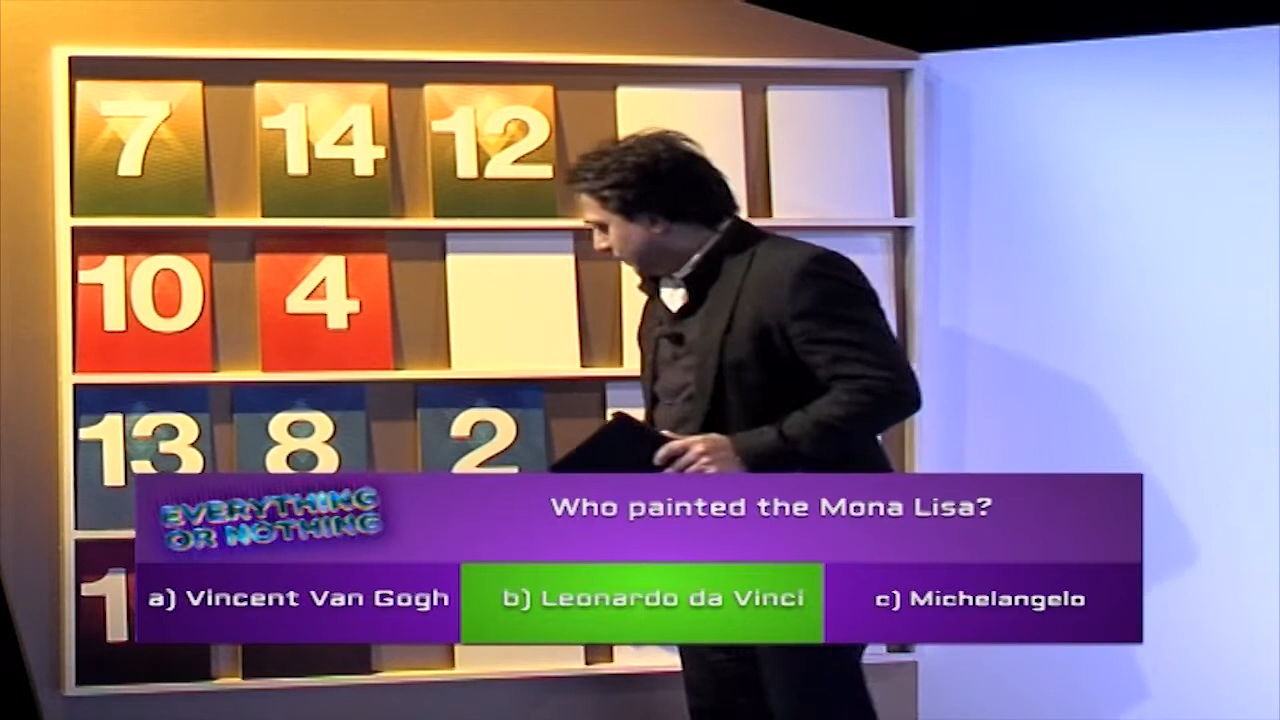 7 14 12
10 4
13 8 2
1
EVERYTHING
OR NOTHING
Who painted the Mona Lisa?
a) Vincent Van Gogh b) Leonardo da Vinci c) Michelangelo